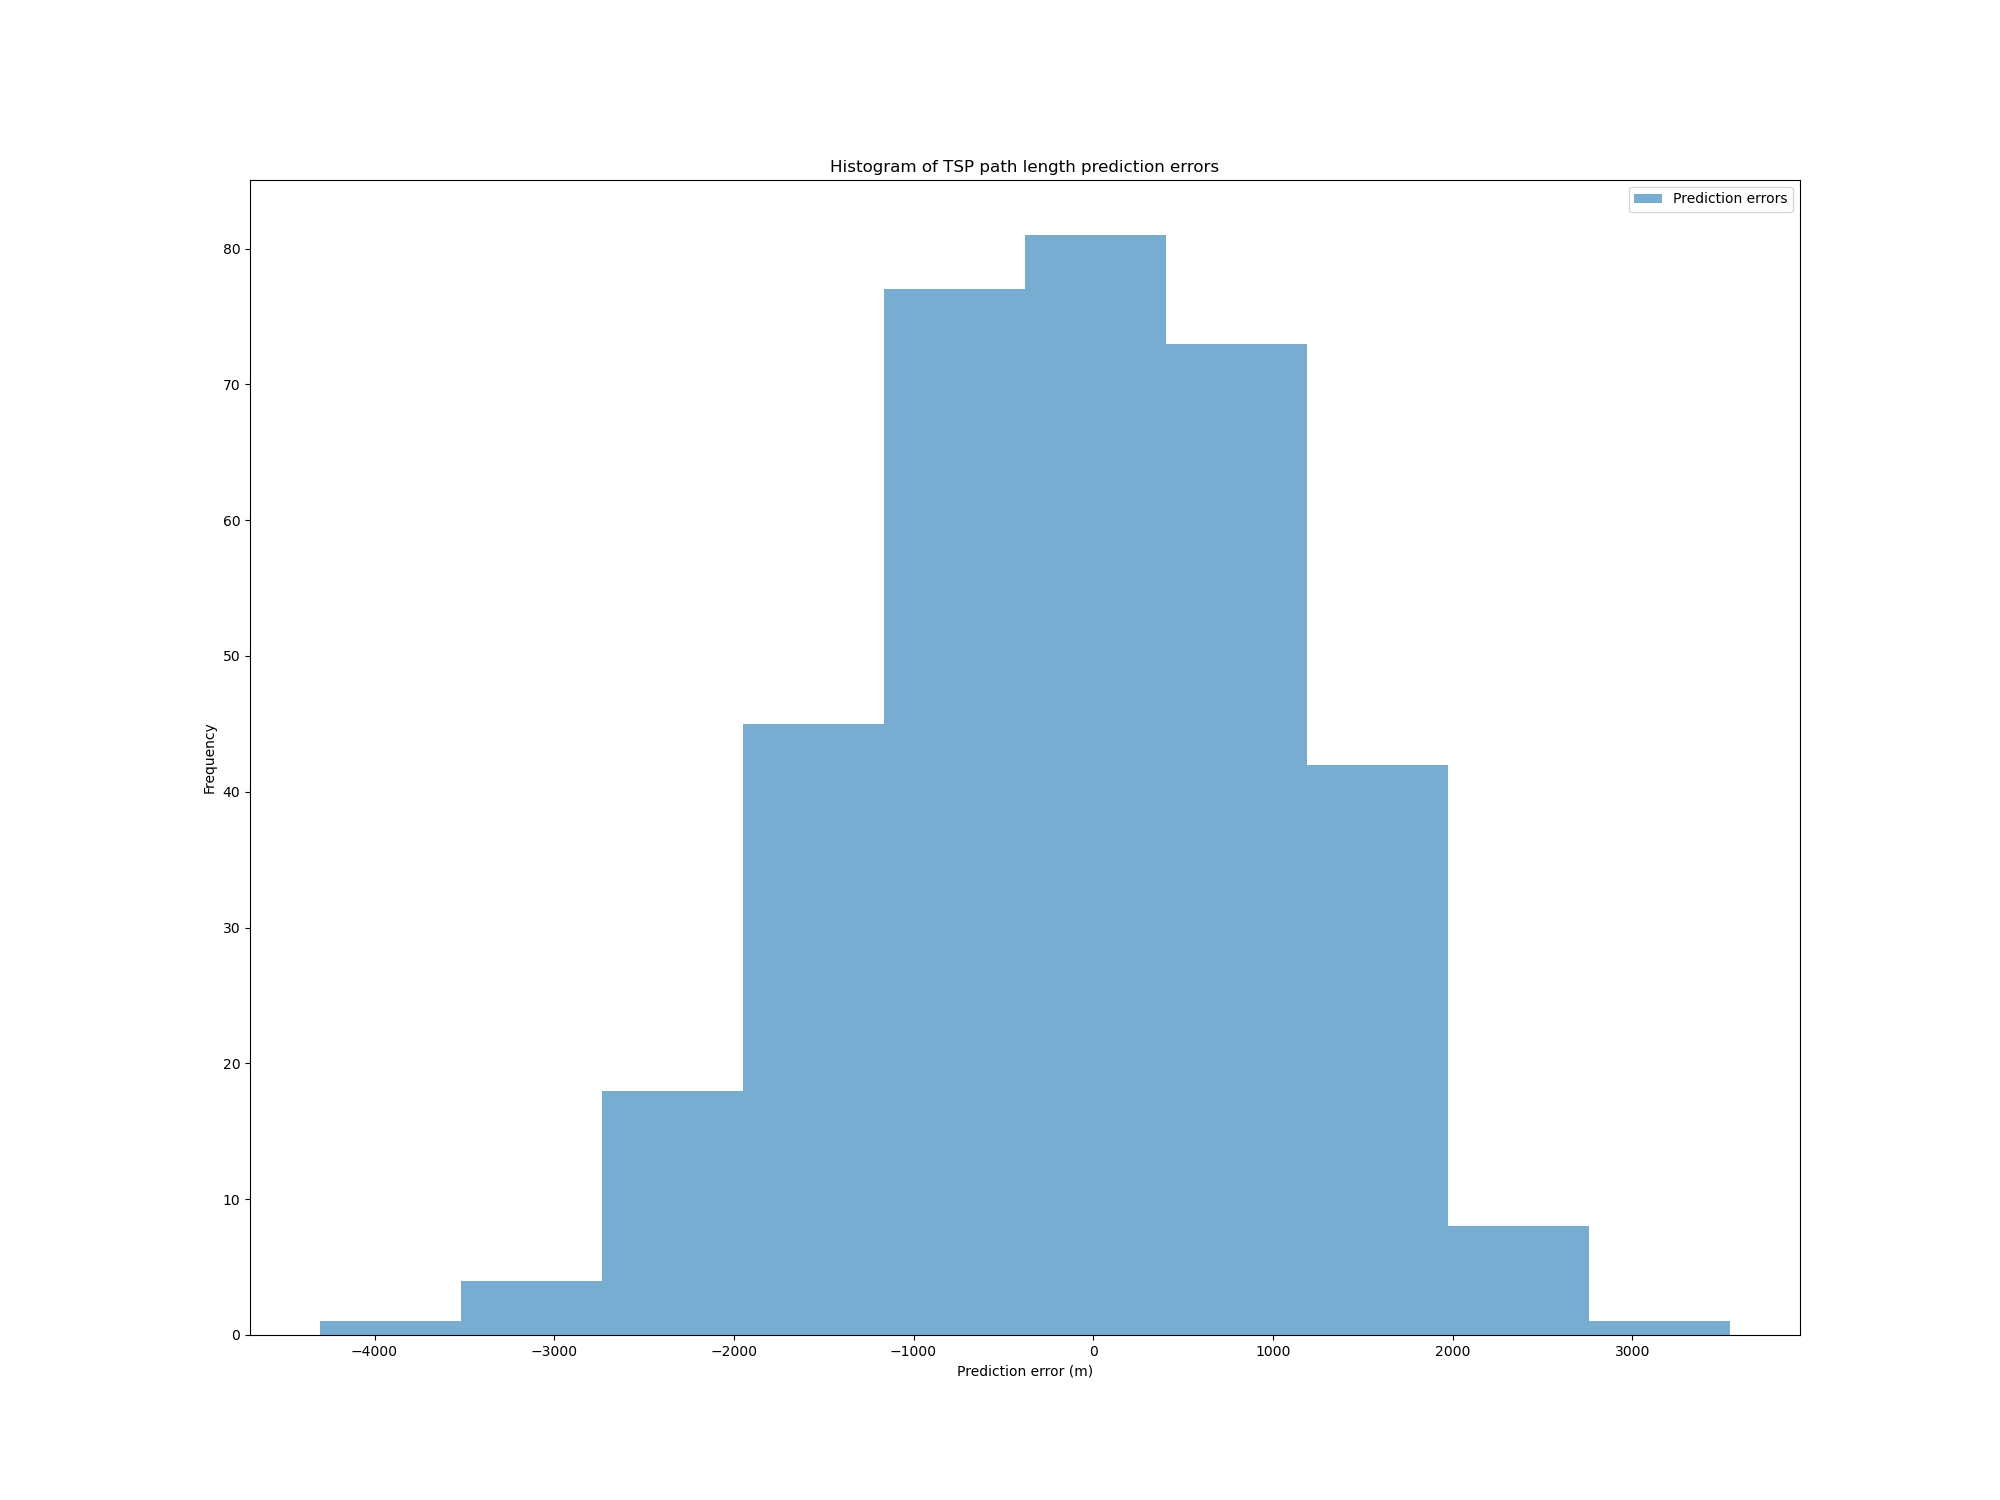 Histogram of TSP path length prediction errors
Prediction errors
80
70
60
50
40
30
20
10
0
Frequency
−4000 −3000 −2000 −1000 0 1000 2000 3000
Prediction error (m)